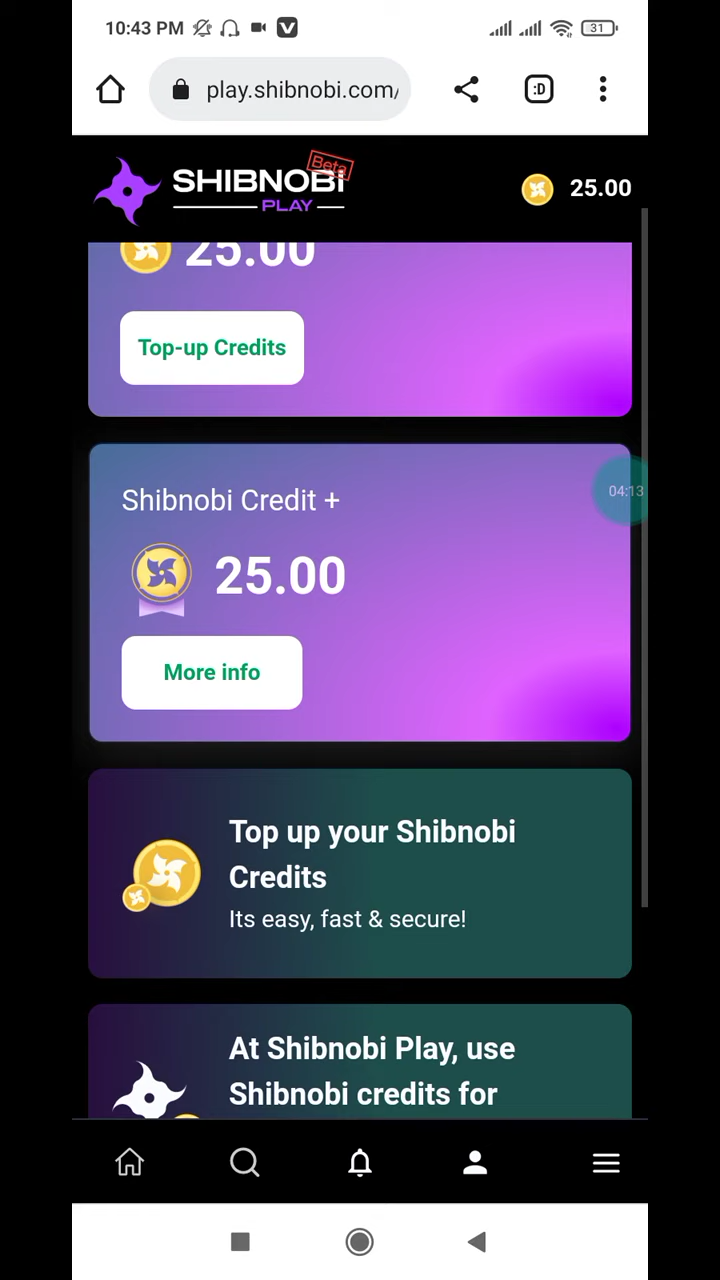 10:43 PM
31
play.shibnobi.com/
:D
Beta
SHIBNOBI
PLAY
25.00
25.00
Top-up Credits
Shibnobi Credit +
04:13
25.00
More info
Top up your Shibnobi
Credits
Its easy, fast & secure!
At Shibnobi Play, use
Shibnobi credits for